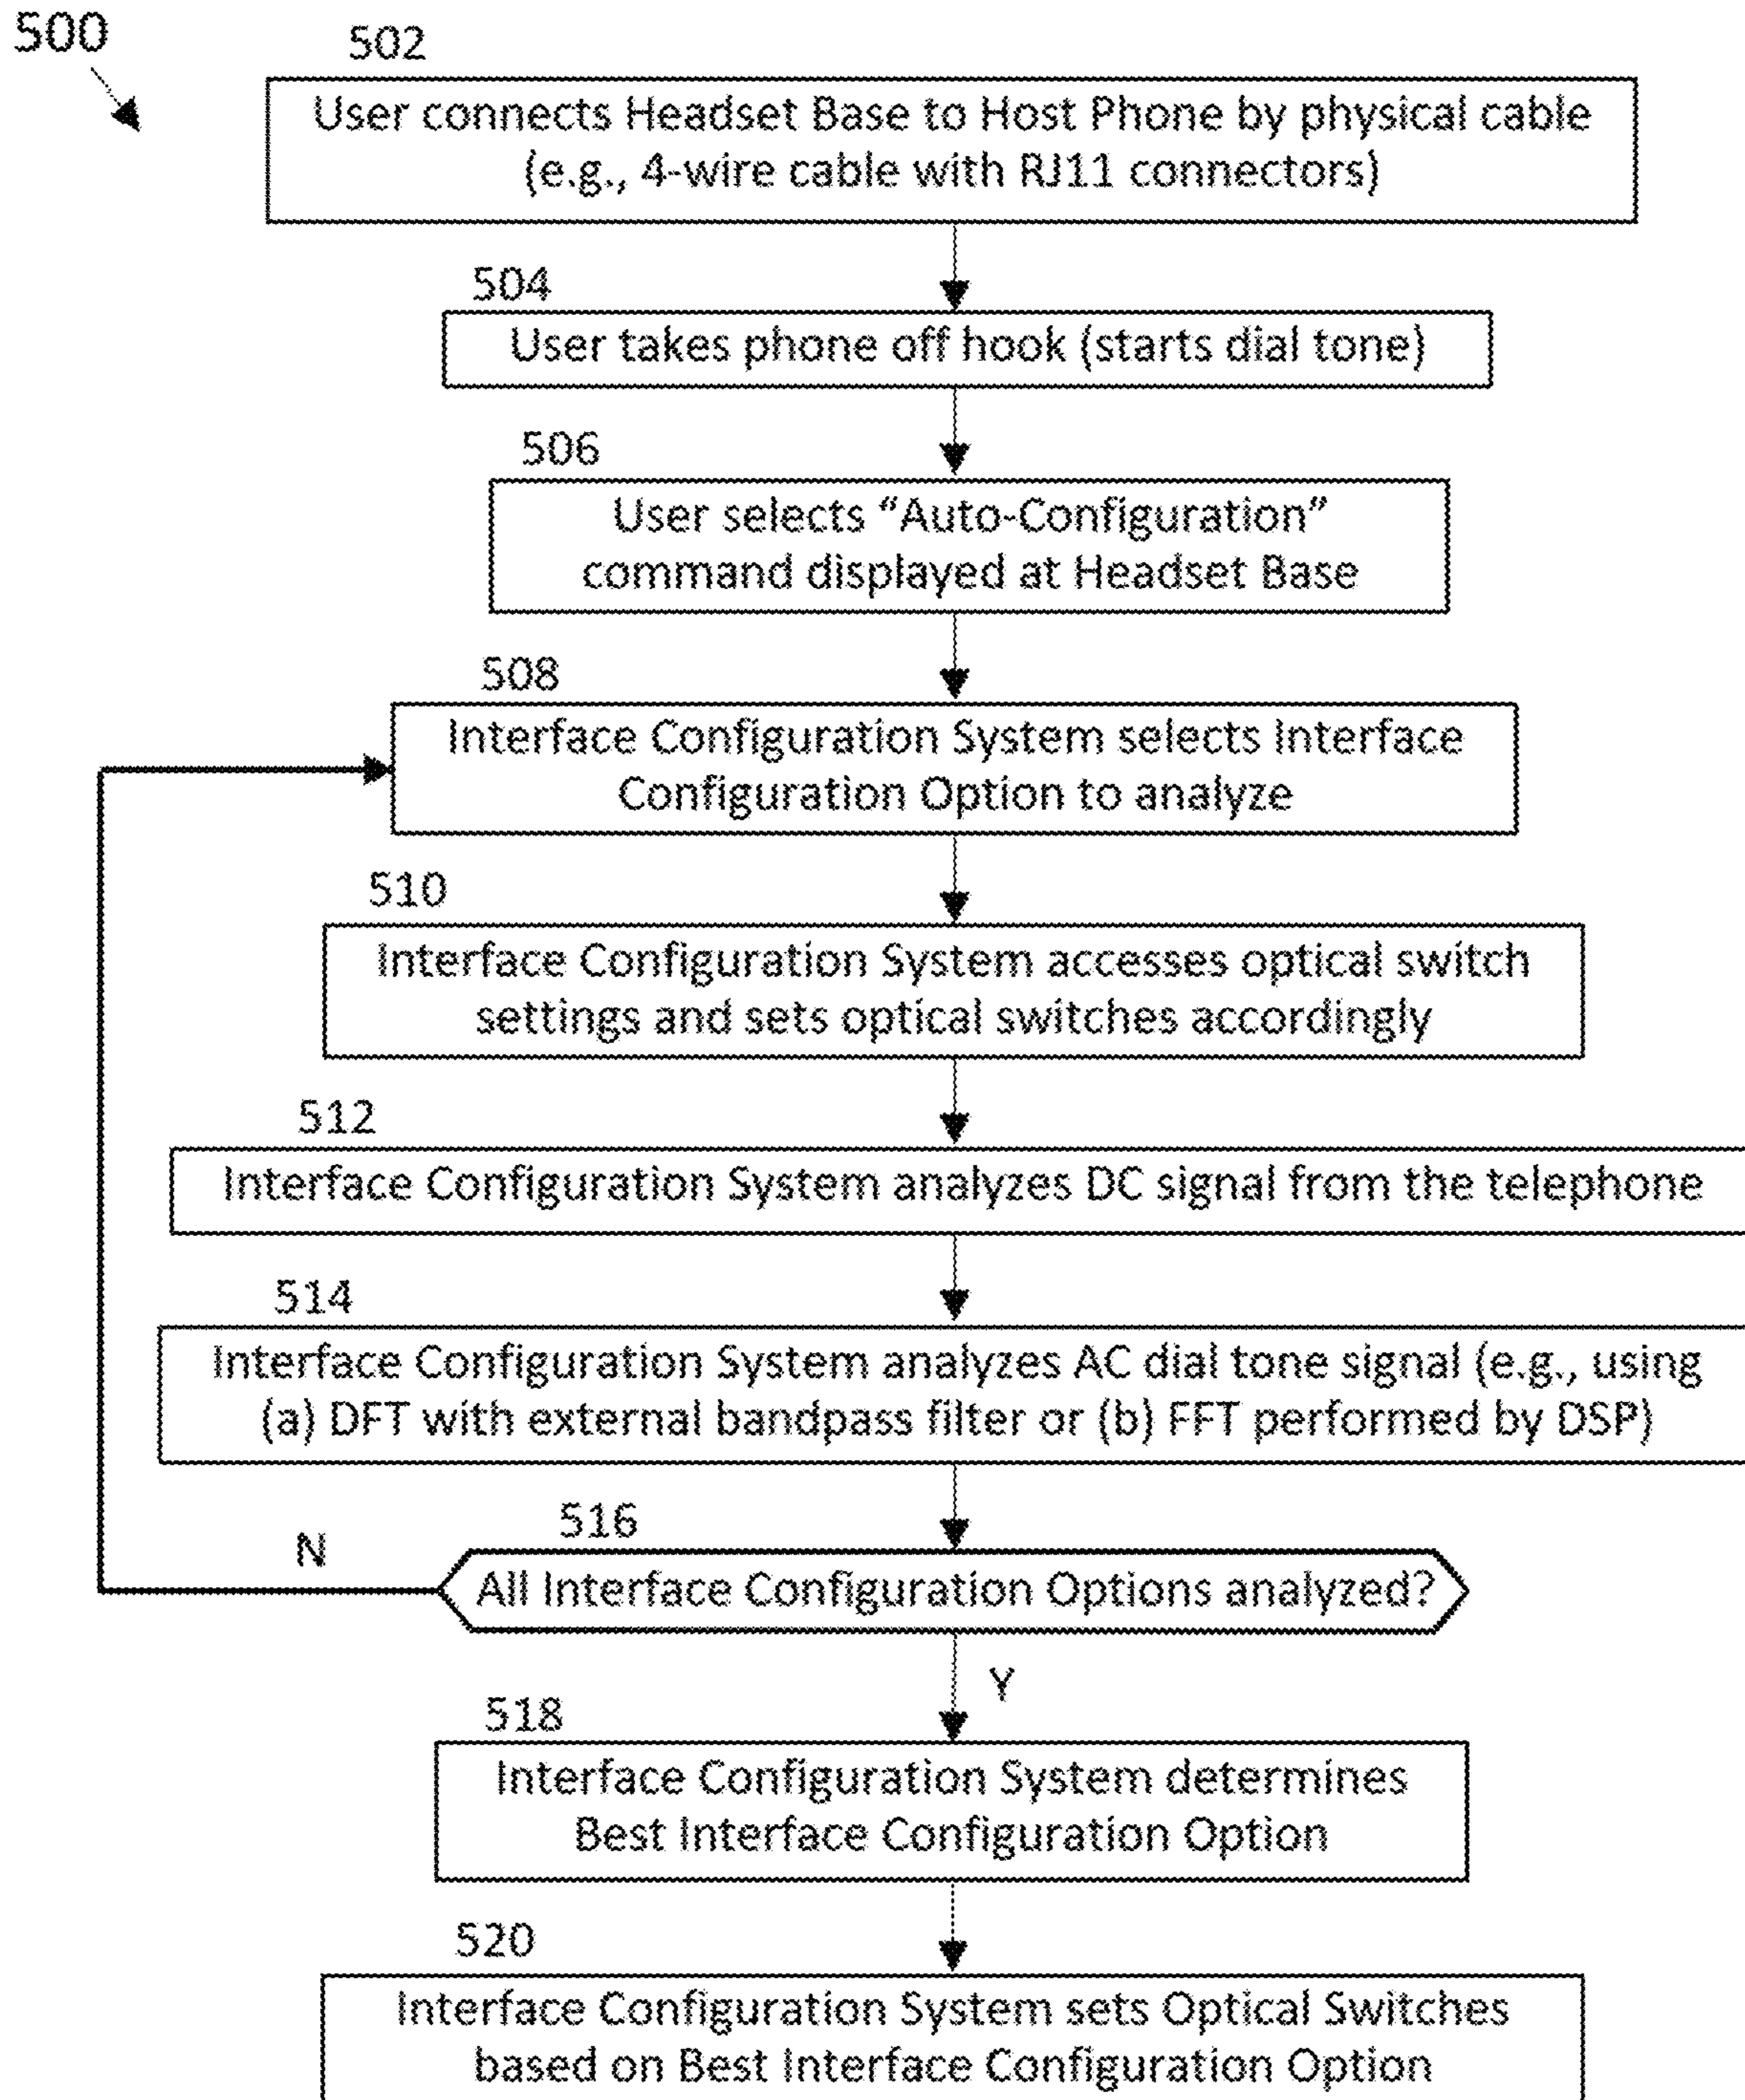 500
502
User connects Headset Base to Host Phone by physical cable
(e.g., 4-wire cable with RJ11 connectors)
504
User takes phone off hook (starts dial tone)
506
User selects “Auto-Configuration”
command displayed at Headset Base
508
Interface Configuration System selects Interface
Configuration Option to analyze
510
Interface Configuration System accesses optical switch
settings and sets optical switches accordingly
512
Interface Configuration System analyzes DC signal from the telephone
514
Interface Configuration System analyzes AC dial tone signal (e.g., using
(a) DFT with external bandpass filter or (b) FFT performed by DSP)
516
N
All Interface Configuration Options analyzed?
Y
518
Interface Configuration System determines
Best Interface Configuration Option
520
Interface Configuration System sets Optical Switches
based on Best Interface Configuration Option